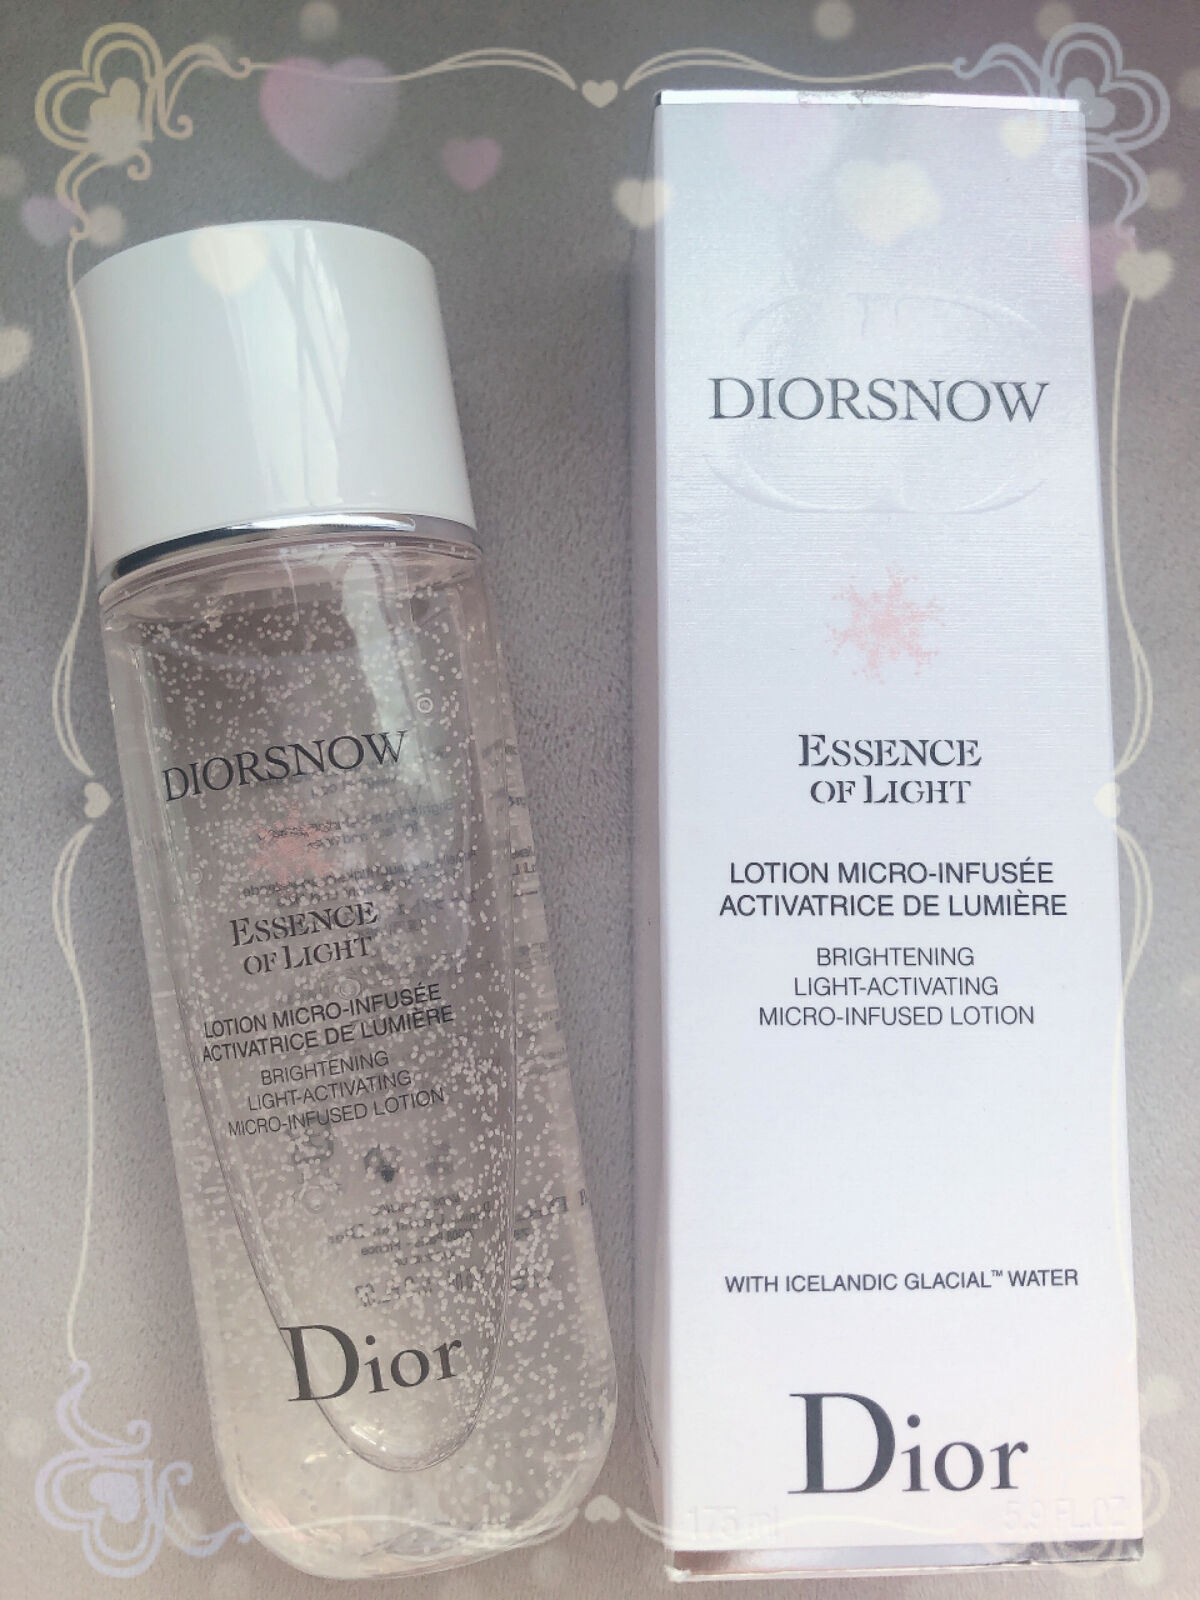 DIORSNOW
ESSENCE
OF LIGHT
LOTION MICRO-INFUSÉE
ACTIVATRICE DE LUMIÈRE
BRIGHTENING
LIGHT-ACTIVATING
MICRO-INFUSED LOTION
Dior
DIORSNOW
ESSENCE
OF LIGHT
LOTION MICRO-INFUSÉE
ACTIVATRICE DE LUMIÈRE
BRIGHTENING
LIGHT-ACTIVATING
MICRO-INFUSED LOTION
WITH ICELANDIC GLACIAL™ WATER
Dior
175 ml 5.9 FL.OZ